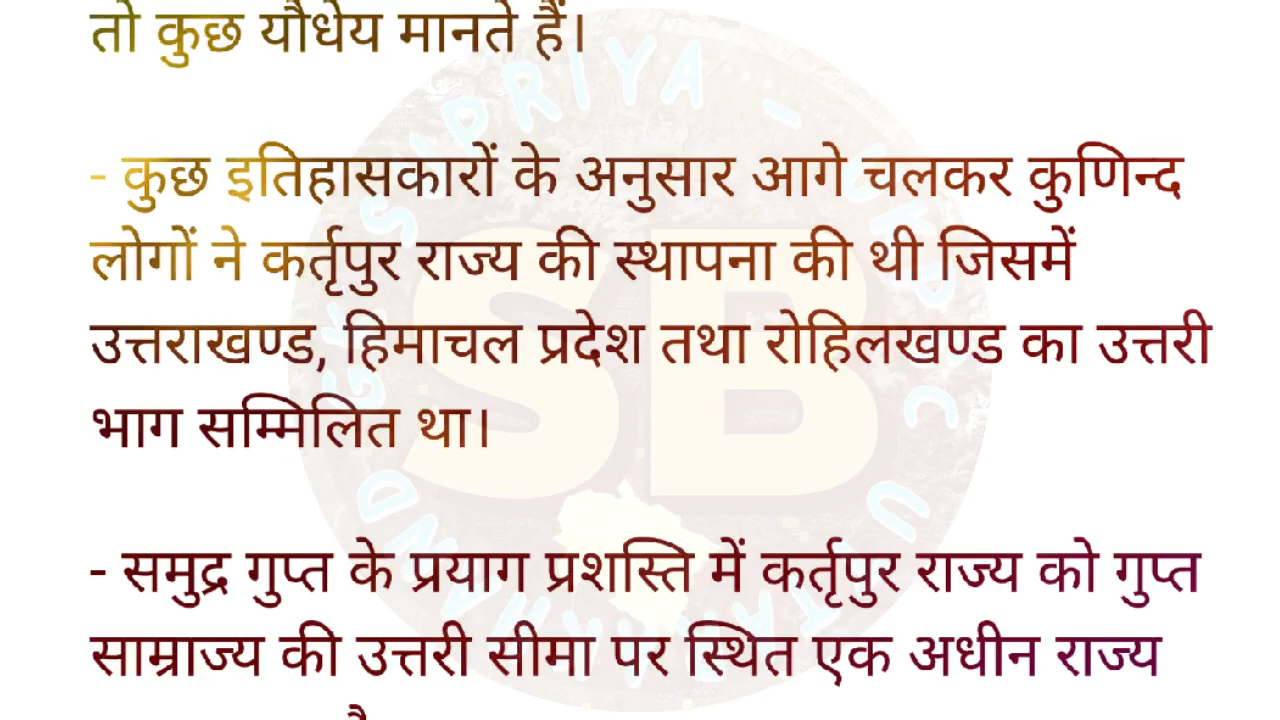 तो कुछ यौधेय मानते हैं।
- कुछ इतिहासकारों के अनुसार आगे चलकर कुणिन्द
लोगों ने कर्तृपुर राज्य की स्थापना की थी जिसमें
उत्तराखण्ड, हिमाचल प्रदेश तथा रोहिलखण्ड का उत्तरी
भाग सम्मिलित था।
- समुद्र गुप्त के प्रयाग प्रशस्ति में कर्तृपुर राज्य को गुप्त
साम्राज्य की उत्तरी सीमा पर स्थित एक अधीन राज्य
SB